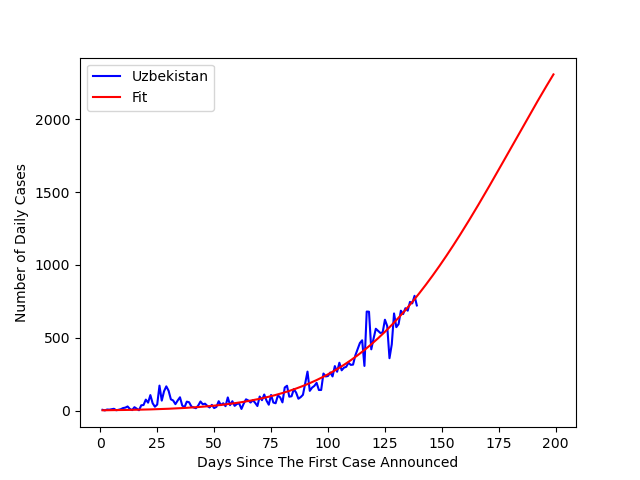 Uzbekistan
Fit
2000
1500
1000
500
0
Number of Daily Cases
0 25 50 75 100 125 150 175 200
Days Since The First Case Announced